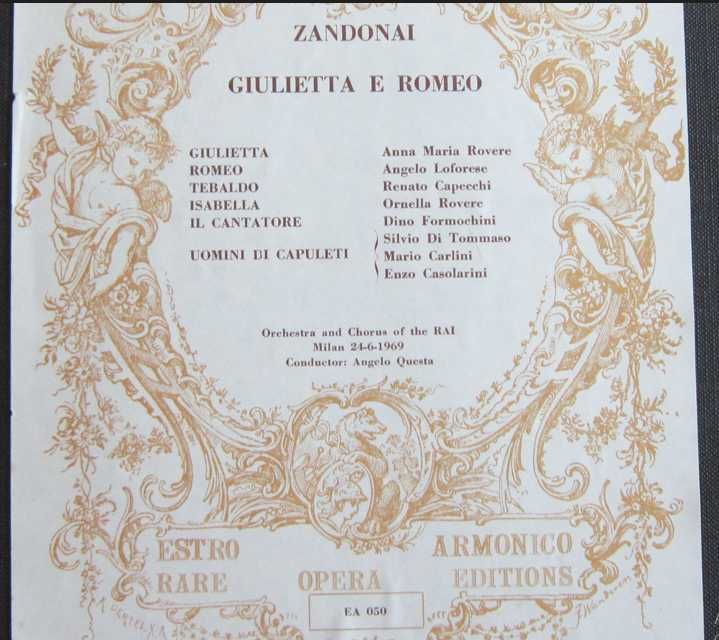 ZANDONAI
GIULIETTA E ROMEO
GIULIETTA Anna Maria Rovere
ROMEO Angelo Loforese
TEBALDO Renato Capecchi
ISABELLA Ornella Rovere
IL CANTATORE Dino Formochini
UOMINI DI CAPULETI Silvio Di Tommaso
Mario Carlini
Enzo Casolarini
Orchestra and Chorus of the RAI
Milan 24-6-1969
Conductor: Angelo Questa
ESTRO ARMONICO
RARE OPERA EDITIONS
EA 050